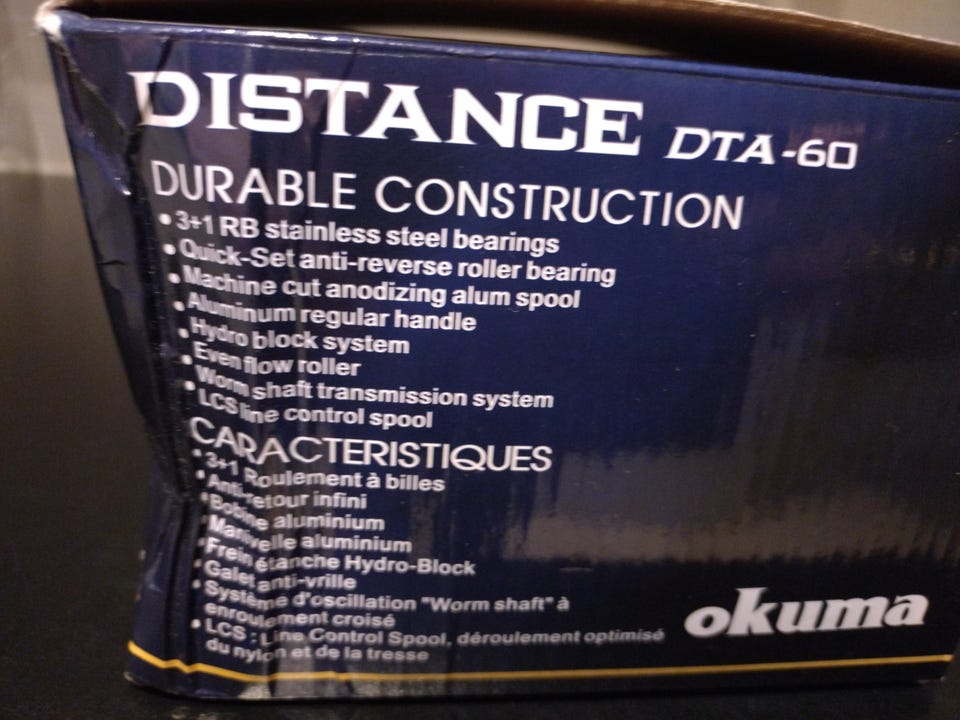 DISTANCE DTA-60
DURABLE CONSTRUCTION
• 3+1 RB stainless steel bearings
• Quick-Set anti-reverse roller bearing
• Machine cut anodizing alum spool
• Aluminum regular handle
• Hydro block system
• Even flow roller
• Worm shaft transmission system
• LCS line control spool
CARACTERISTIQUES
• 3+1 Roulement à billes
• Anti-retour infini
• Bobine aluminium
• Manivelle aluminium
• Frein étanche Hydro-Block
• Galet anti-vrille
• Système d'oscillation "Worm shaft" à
enroulement croisé
• LCS : Line Control Spool, déroulement optimisé
du nylon et de la tresse
okuma